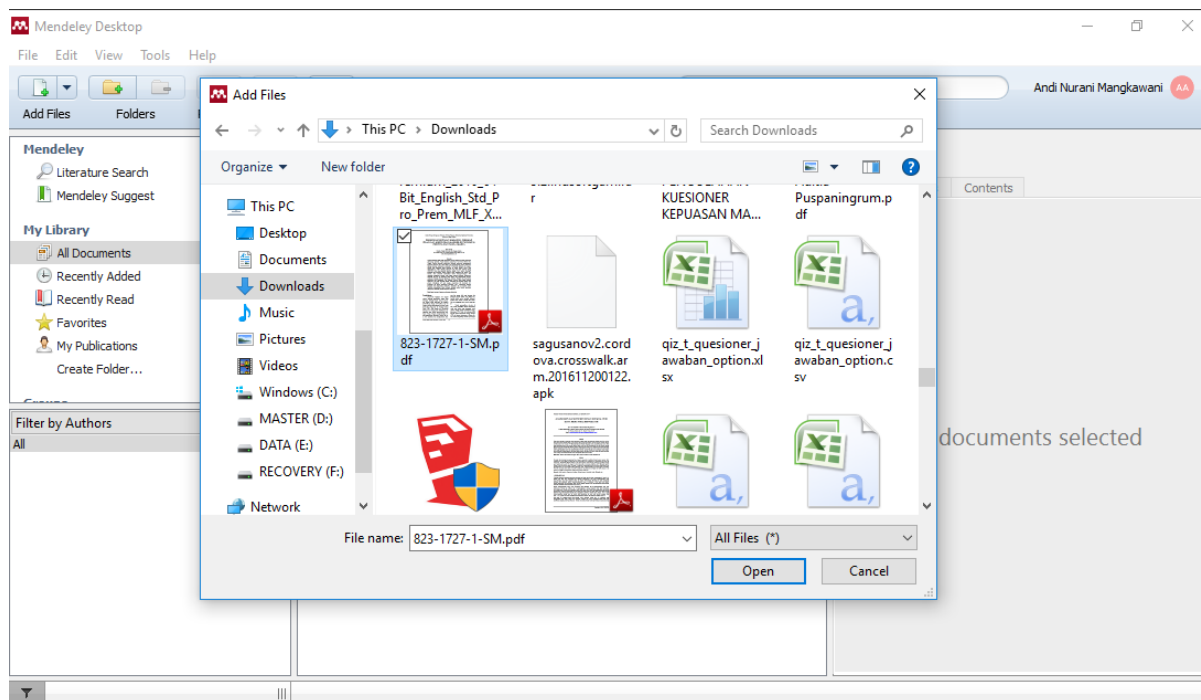 Mendeley Desktop
File Edit View Tools Help
Add Files Folders
Andi Nurani Mangkawani AA
Mendeley
Literature Search
Mendeley Suggest
My Library
All Documents
Recently Added
Recently Read
Favorites
My Publications
Create Folder...
Filter by Authors
All
Add Files
This PC > Downloads
Search Downloads
Organize New folder
This PC
Desktop
Documents
Downloads
Music
Pictures
Videos
Windows (C:)
MASTER (D:)
DATA (E:)
RECOVERY (F:)
Network
Bit_English_Std_P
ro_Prem_MLF_X...
r
KUESIONER
KEPUASAN MA...
Puspaningrum.p
df
823-1727-1-SM.p
df
sagusanov2.cord
ova.crosswalk.ar
m.201611200122.
apk
qiz_t_quesioner_j
awaban_option.xl
sx
qiz_t_quesioner_j
awaban_option.c
sv
File name: 823-1727-1-SM.pdf
All Files (*)
Open Cancel
Contents
documents selected